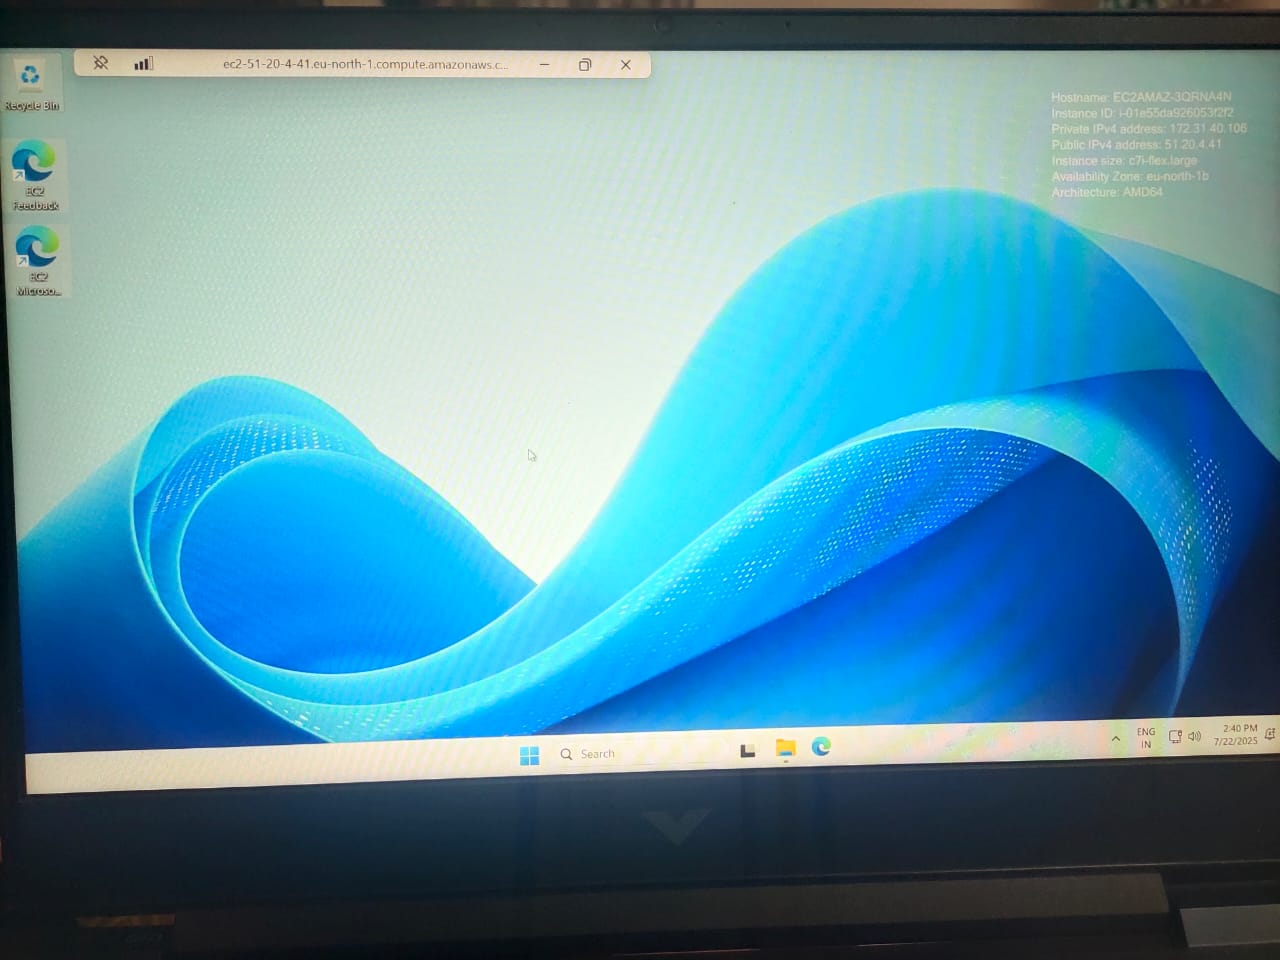 ec2-51-20-4-41.eu-north-1.compute.amazonaws.c...
Recycle Bin
EC2
Feedback
EC2
Microso...
Hostname: EC2AMAZ-3QRNA4N
Instance ID: i-01e55da926053f2f2
Private IPv4 address: 172.31.40.106
Public IPv4 address: 51.20.4.41
Instance size: c7i-flex.large
Availability Zone: eu-north-1b
Architecture: AMD64
Search
ENG
IN
2:40 PM
7/22/2025